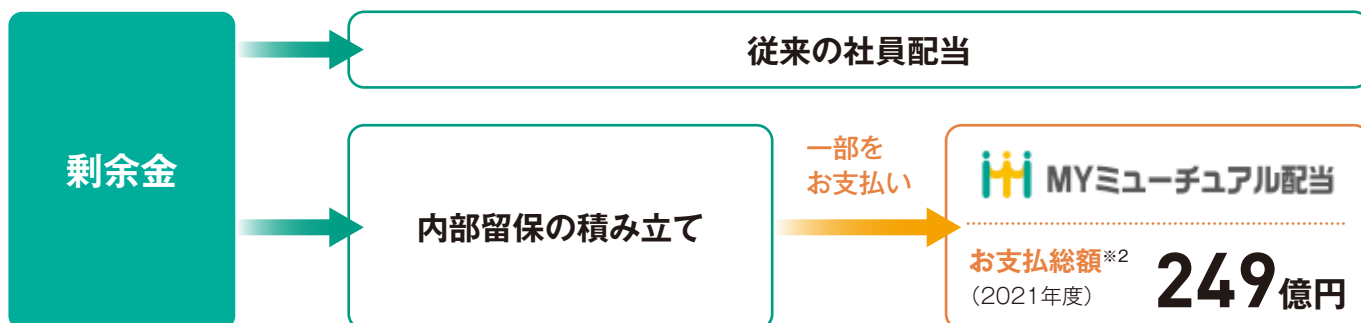 従来の社員配当
剰余金
内部留保の積み立て
一部を
お支払い
MYミューチュアル配当
お支払総額※2
(2021年度)
249億円